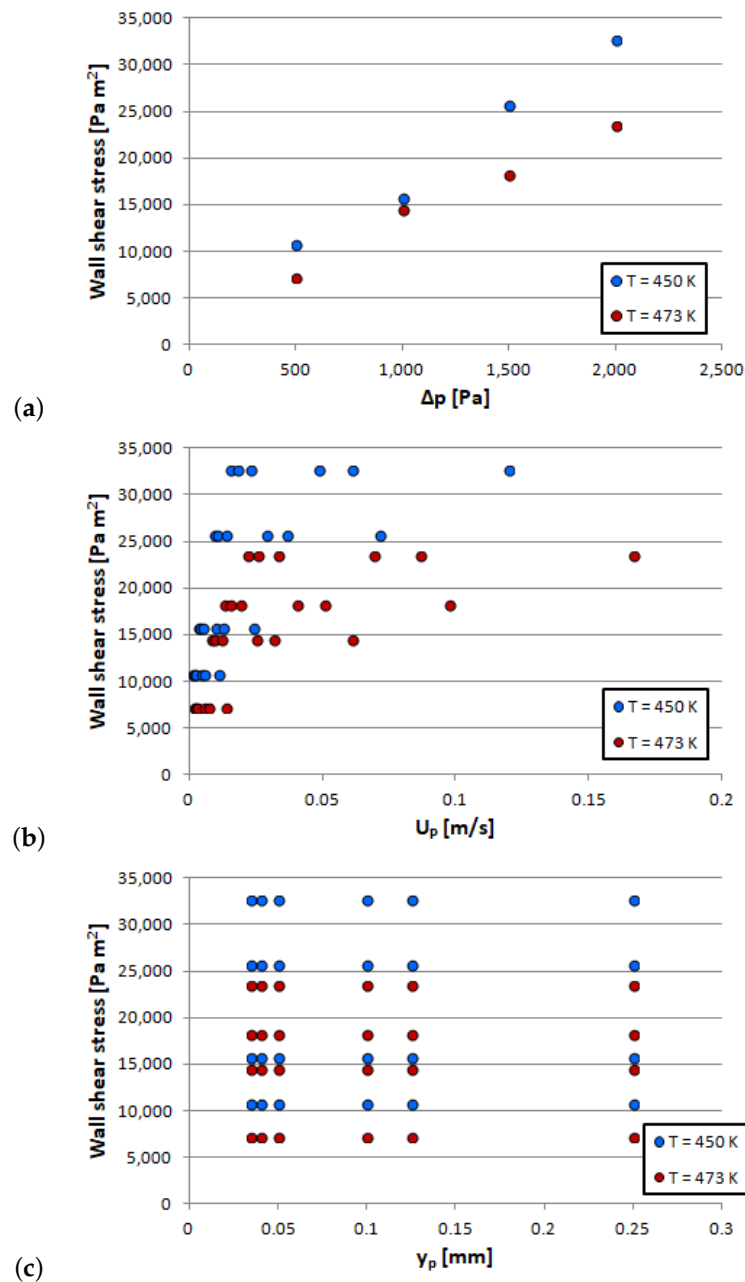 35,000
30,000
25,000
20,000
15,000
10,000
5,000
0
Wall shear stress [Pa m²]
T = 450 K
T = 473 K
0 500 1,000 1,500 2,000 2,500
Δp [Pa]
(a)
35,000
30,000
25,000
20,000
15,000
10,000
5,000
0
Wall shear stress [Pa m²]
T = 450 K
T = 473 K
0 0.05 0.1 0.15 0.2
Uₚ [m/s]
(b)
35,000
30,000
25,000
20,000
15,000
10,000
5,000
0
Wall shear stress [Pa m²]
T = 450 K
T = 473 K
0 0.05 0.1 0.15 0.2 0.25 0.3
yₚ [mm]
(c)